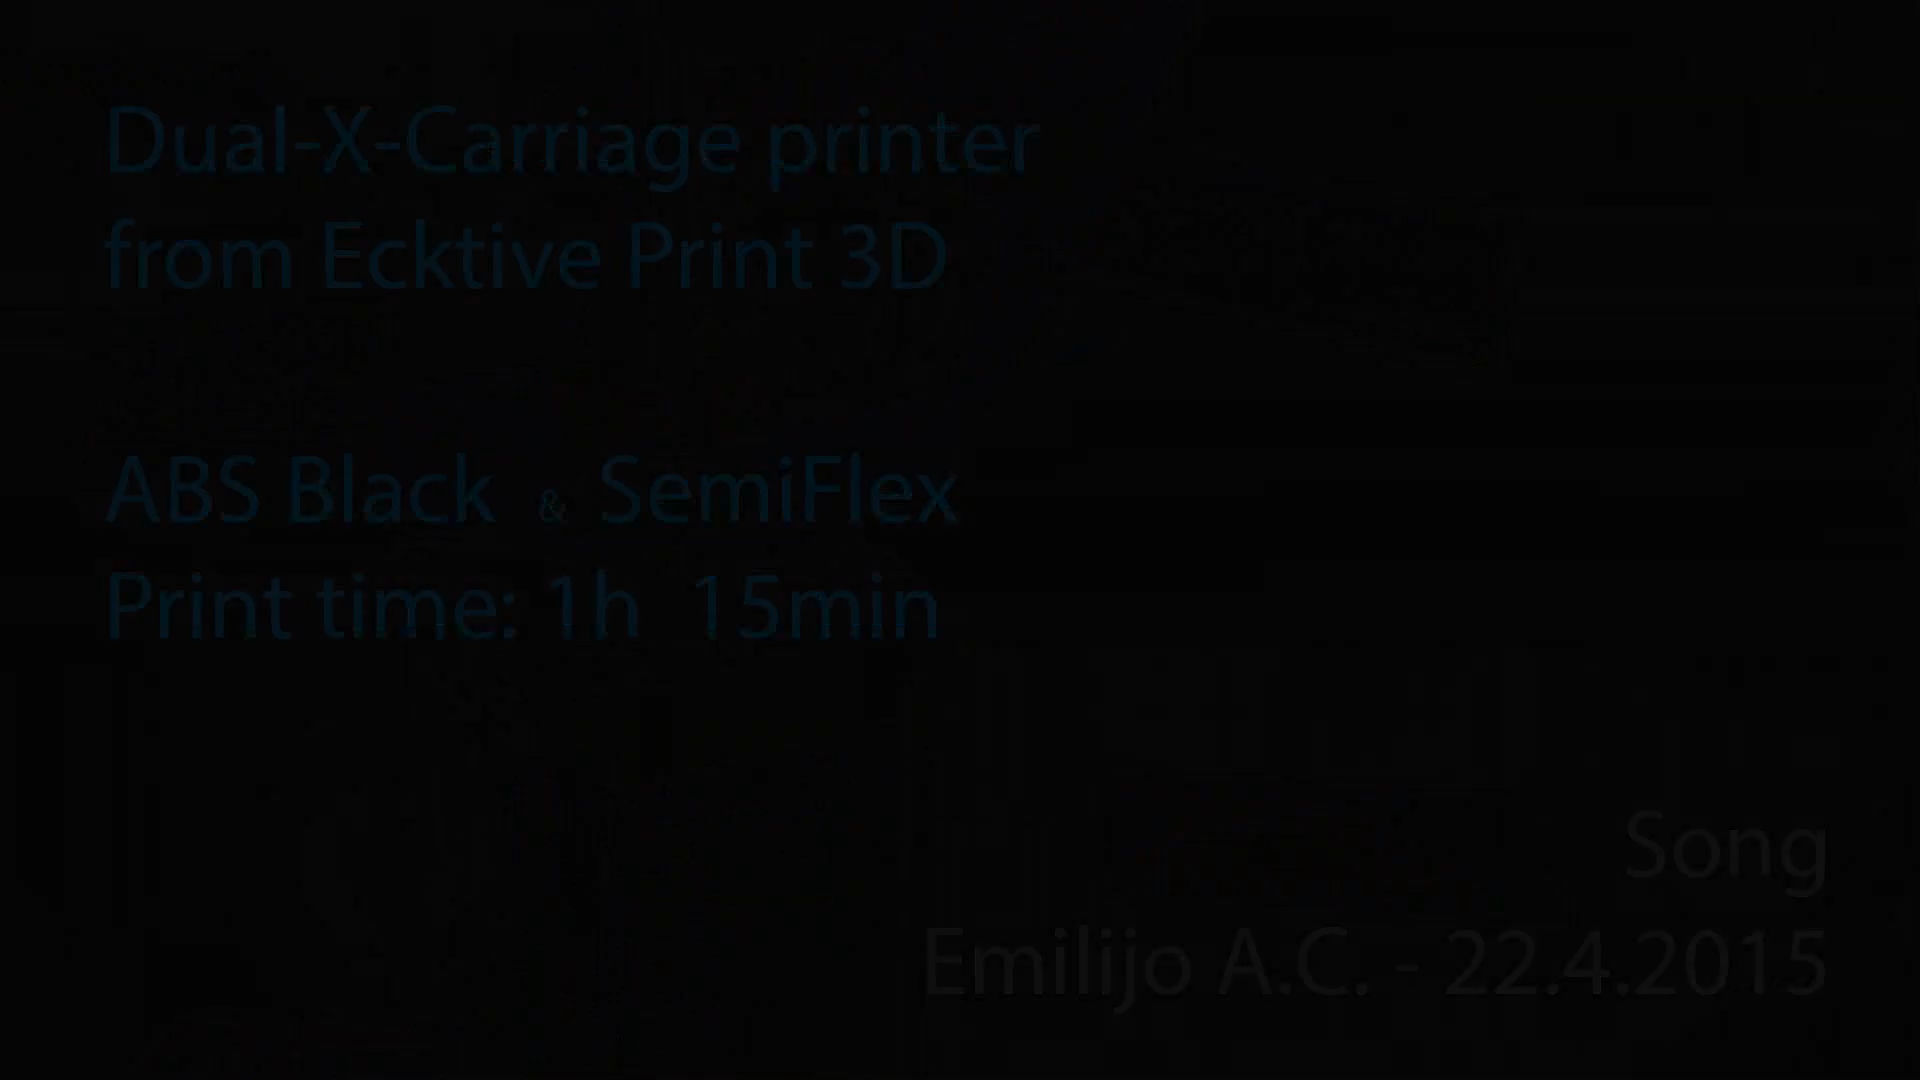 Dual-X-Carriage printer
from Ecktive Print 3D
ABS Black & SemiFlex
Print time: 1h 15min
Song
Emilijo A.C. - 22.4.2015